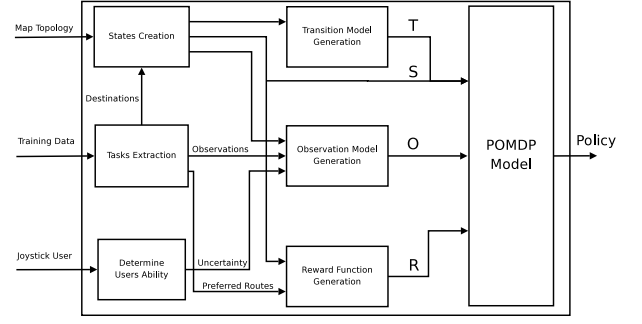 Map Topology
States Creation
Transition Model
Generation
T
S
Destinations
Training Data
Tasks Extraction
Observations
Observation Model
Generation
O
POMDP
Model
Policy
Joystick User
Determine
Users Ability
Uncertainty
Preferred Routes
Reward Function
Generation
R